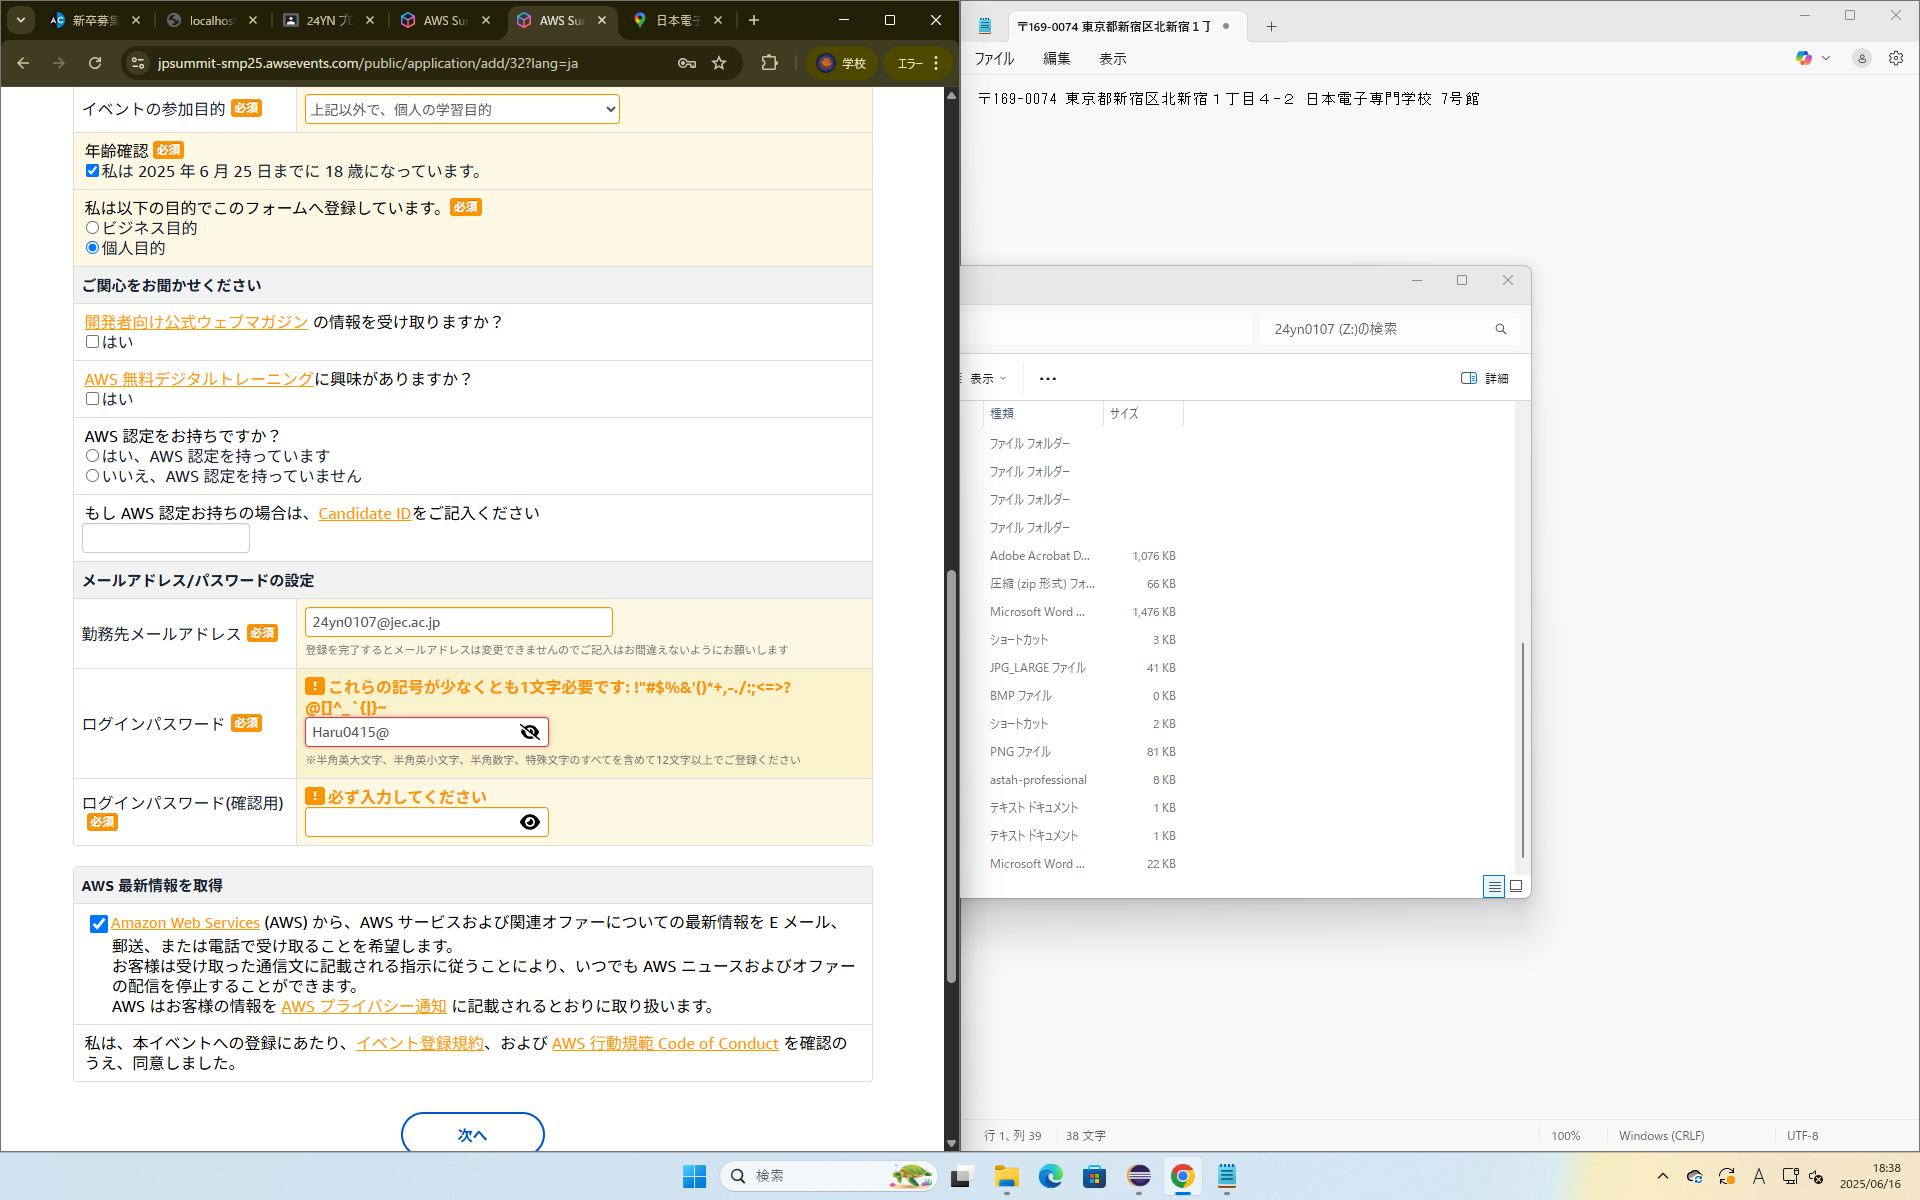 新卒募集
localhos
24YN プロ
AWS Sur
AWS Sur
日本電子
jpsummit-smp25.awsevents.com/public/application/add/32?lang=ja
学校
エラー
イベントの参加目的 必須
上記以外で、個人の学習目的
年齢確認 必須
私は 2025 年 6 月 25 日までに 18 歳になっています。
私は以下の目的でこのフォームへ登録しています。 必須
ビジネス目的
個人目的
ご関心をお聞かせください
開発者向け公式ウェブマガジン の情報を受け取りますか？
はい
AWS 無料デジタルトレーニングに興味がありますか？
はい
AWS 認定をお持ちですか？
はい、AWS 認定を持っています
いいえ、AWS 認定を持っていません
もし AWS 認定お持ちの場合は、Candidate IDをご記入ください
メールアドレス/パスワードの設定
勤務先メールアドレス 必須
24yn0107@jec.ac.jp
登録を完了するとメールアドレスは変更できませんのでご記入はお間違えないようにお願いします
ログインパスワード 必須
! これらの記号が少なくとも1文字必要です: !"#$%&'()*+,-./:;<=>?
@[]^_`{|}~
Haru0415@
※半角英大文字、半角英小文字、半角数字、特殊文字のすべてを含めて12文字以上でご登録ください
ログインパスワード(確認用)
必須
! 必ず入力してください
AWS 最新情報を取得
Amazon Web Services (AWS) から、AWS サービスおよび関連オファーについての最新情報を E メール、
郵送、または電話で受け取ることを希望します。
お客様は受け取った通信文に記載される指示に従うことにより、いつでも AWS ニュースおよびオファー
の配信を停止することができます。
AWS はお客様の情報を AWS プライバシー通知 に記載されるとおりに取り扱います。
私は、本イベントへの登録にあたり、イベント登録規約、および AWS 行動規範 Code of Conduct を確認の
うえ、同意しました。
次へ
〒169-0074 東京都新宿区北新宿１丁
ファイル 編集 表示
〒169-0074 東京都新宿区北新宿１丁目４-２ 日本電子専門学校 7号館
24yn0107 (Z:)の検索
表示
詳細
種類 サイズ
ファイル フォルダー
ファイル フォルダー
ファイル フォルダー
ファイル フォルダー
Adobe Acrobat D... 1,076 KB
圧縮 (zip 形式) フォ... 66 KB
Microsoft Word ... 1,476 KB
ショートカット 3 KB
JPG_LARGE ファイル 41 KB
BMP ファイル 0 KB
ショートカット 2 KB
PNG ファイル 81 KB
astah-professional 8 KB
テキスト ドキュメント 1 KB
テキスト ドキュメント 1 KB
Microsoft Word ... 22 KB
行 1、列 39
38 文字
100%
Windows (CRLF)
UTF-8
検索
A
18:38
2025/06/16